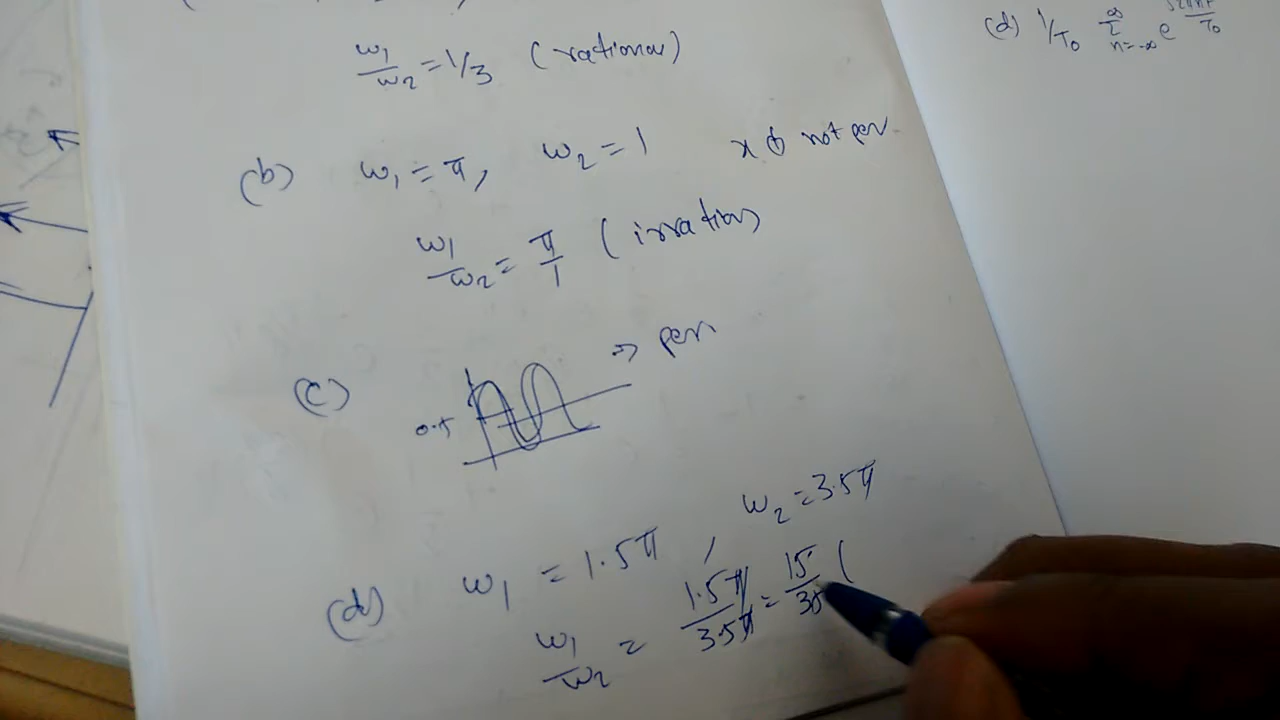 ω1/ω2 = 1/3 (rational)
(b) ω1 = π, ω2 = 1 x not per.
ω1/ω2 = π/1 (irration)
(c) 0.5 ⇒ per
(d) ω1 = 1.5π , ω2 = 3.5π
ω1/ω2 = 1.5π/3.5π = 15/35 (
(d) 1/T0 Σ n=-∞ ∞ e